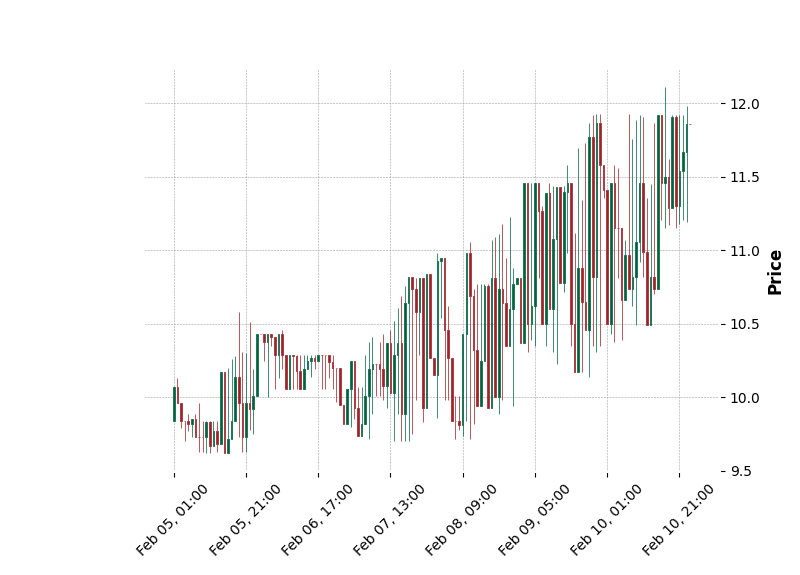 12.0
11.5
11.0
10.5
10.0
9.5
Price
Feb 05, 01:00
Feb 05, 21:00
Feb 06, 17:00
Feb 07, 13:00
Feb 08, 09:00
Feb 09, 05:00
Feb 10, 01:00
Feb 10, 21:00